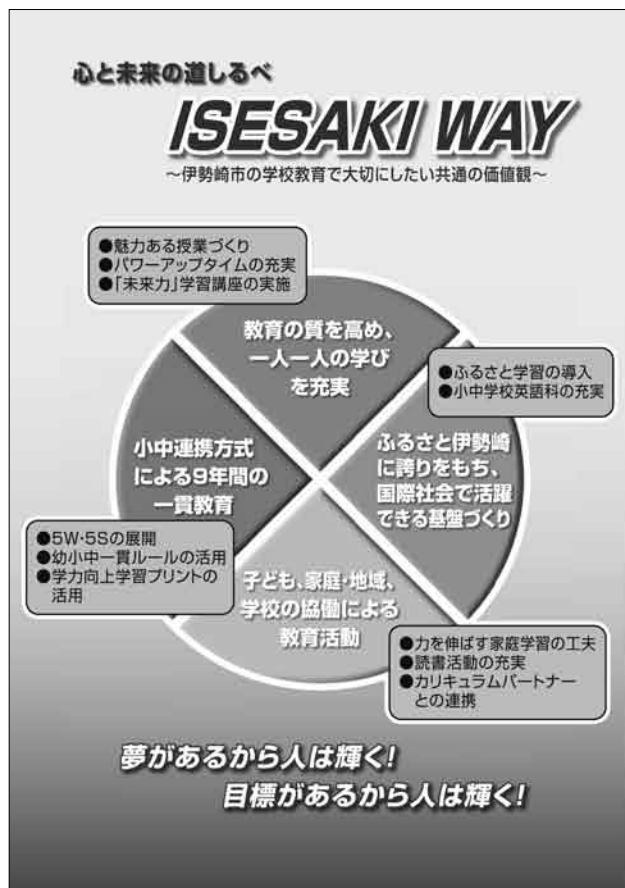 心と未来の道しるべ
ISESAKI WAY
～伊勢崎市の学校教育で大切にしたい共通の価値観～
●魅力ある授業づくり
●パワーアップタイムの充実
●「未来力」学習講座の実施
教育の質を高め、
一人一人の学び
を充実
●ふるさと学習の導入
●小中学校英語科の充実
ふるさと伊勢崎
に誇りをもち、
国際社会で活躍
できる基盤づくり
小中連携方式
による9年間の
一貫教育
●5W・5Sの展開
●幼小中一貫ルールの活用
●学力向上学習プリントの
活用
子ども、家庭・地域、
学校の協働による
教育活動
●力を伸ばす家庭学習の工夫
●読書活動の充実
●カリキュラムパートナー
との連携
夢があるから人は輝く!
目標があるから人は輝く!